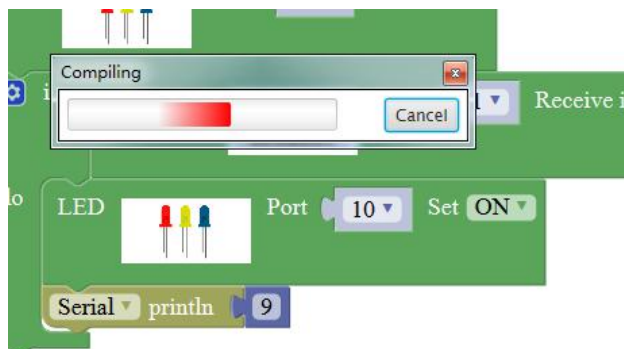 Compiling
Cancel
Receive i
LED Port 10 Set ON
Serial println 9